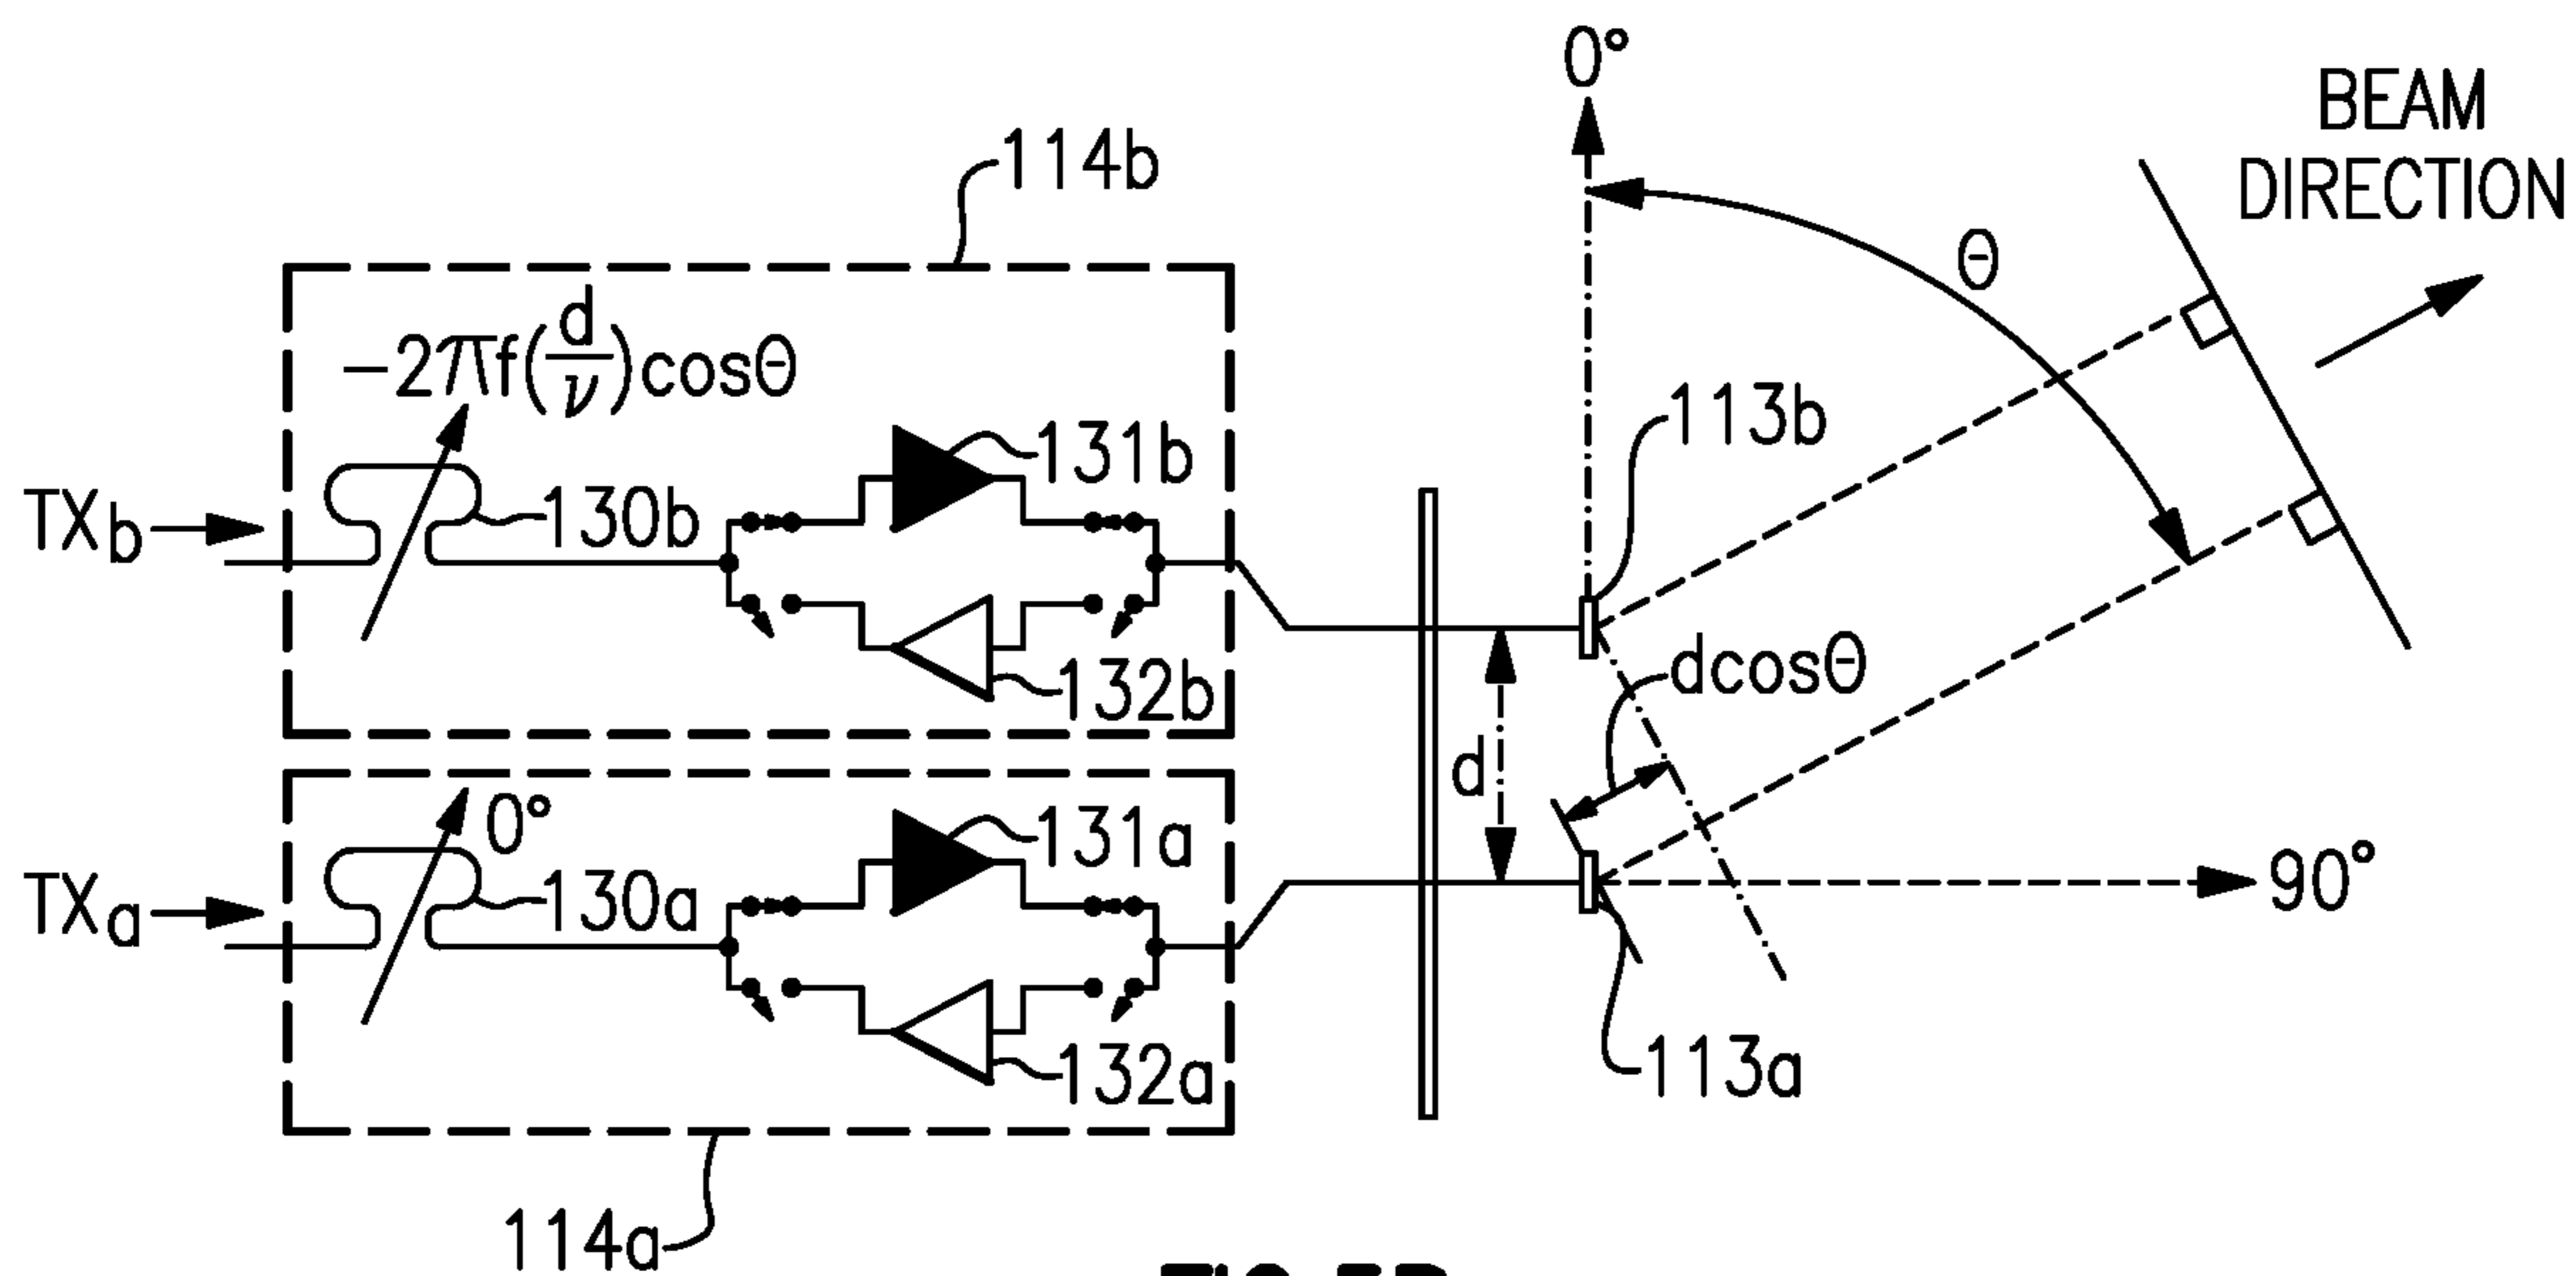 0°
BEAM
DIRECTION
114b
θ
−2πf(d/ν)cosθ
113b
131b
TXb
130b
dcosθ
132b
d
0°
131a
TXa
130a
90°
132a
113a
114a